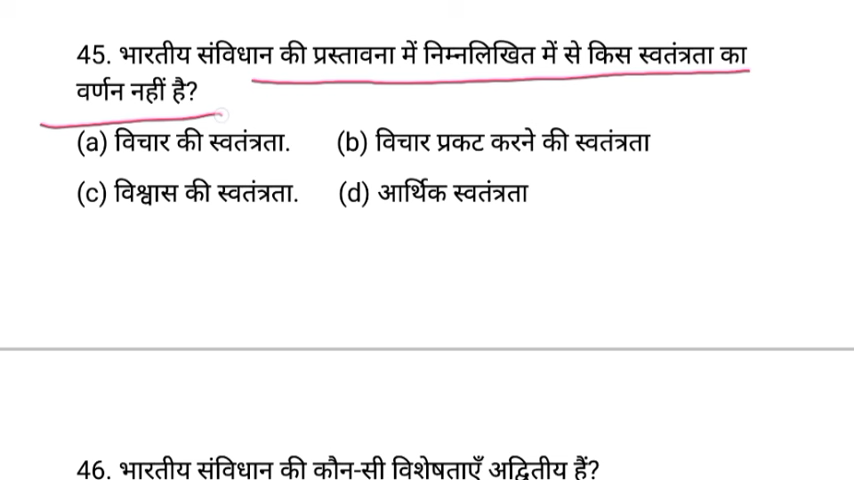 45. भारतीय संविधान की प्रस्तावना में निम्नलिखित में से किस स्वतंत्रता का
वर्णन नहीं है?
(a) विचार की स्वतंत्रता. (b) विचार प्रकट करने की स्वतंत्रता
(c) विश्वास की स्वतंत्रता. (d) आर्थिक स्वतंत्रता
46. भारतीय संविधान की कौन-सी विशेषताएँ अद्वितीय हैं?